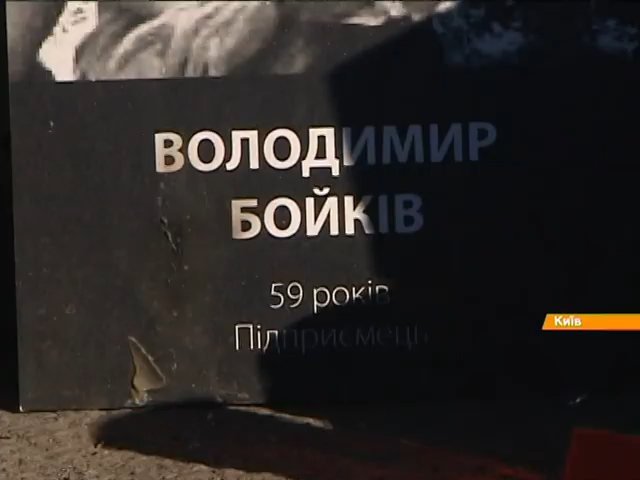 ВОЛОДИМИР
БОЙКІВ
59 років
Підприємець
Київ